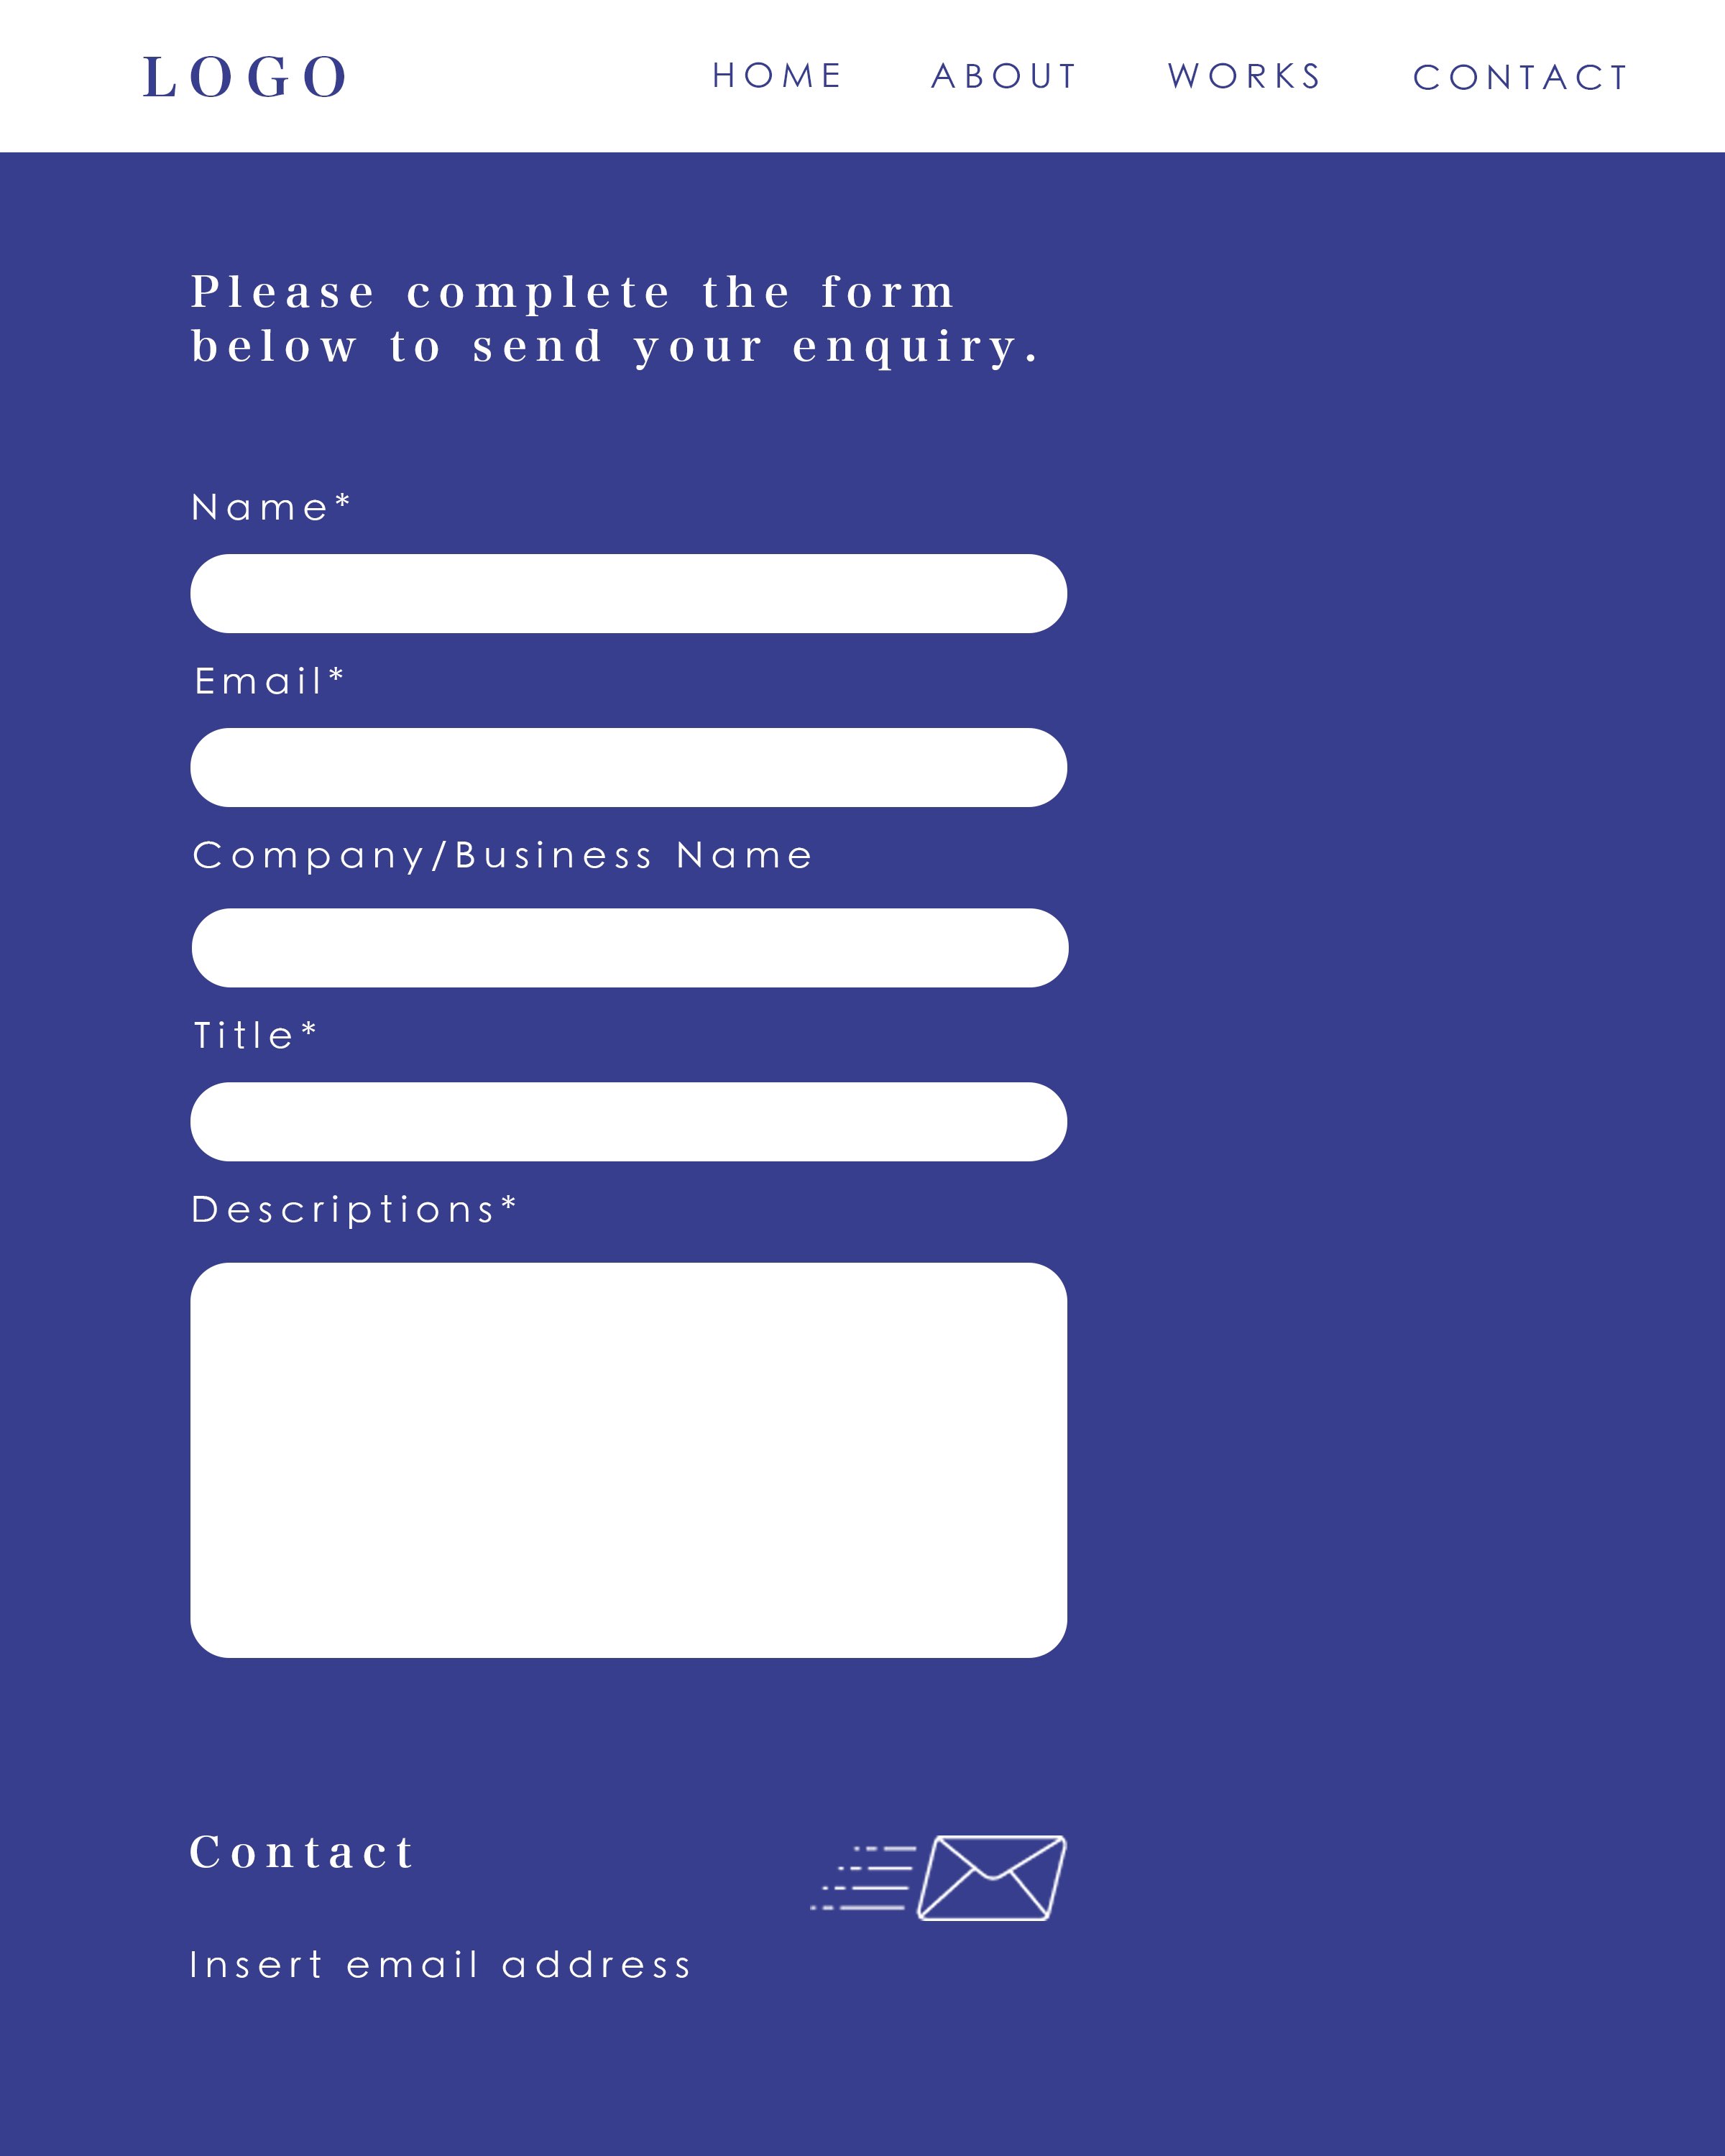 LOGO HOME ABOUT WORKS CONTACT
Please complete the form
below to send your enquiry.
Name*
Email*
Company/Business Name
Title*
Descriptions*
Contact
Insert email address